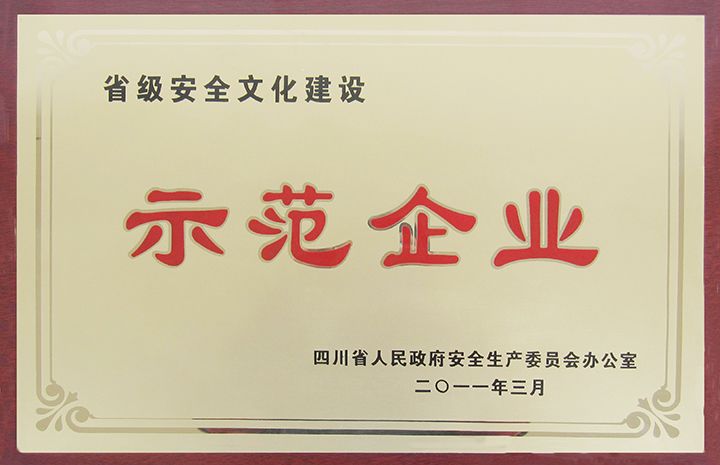 省级安全文化建设
示范企业
四川省人民政府安全生产委员会办公室
二〇一一年三月